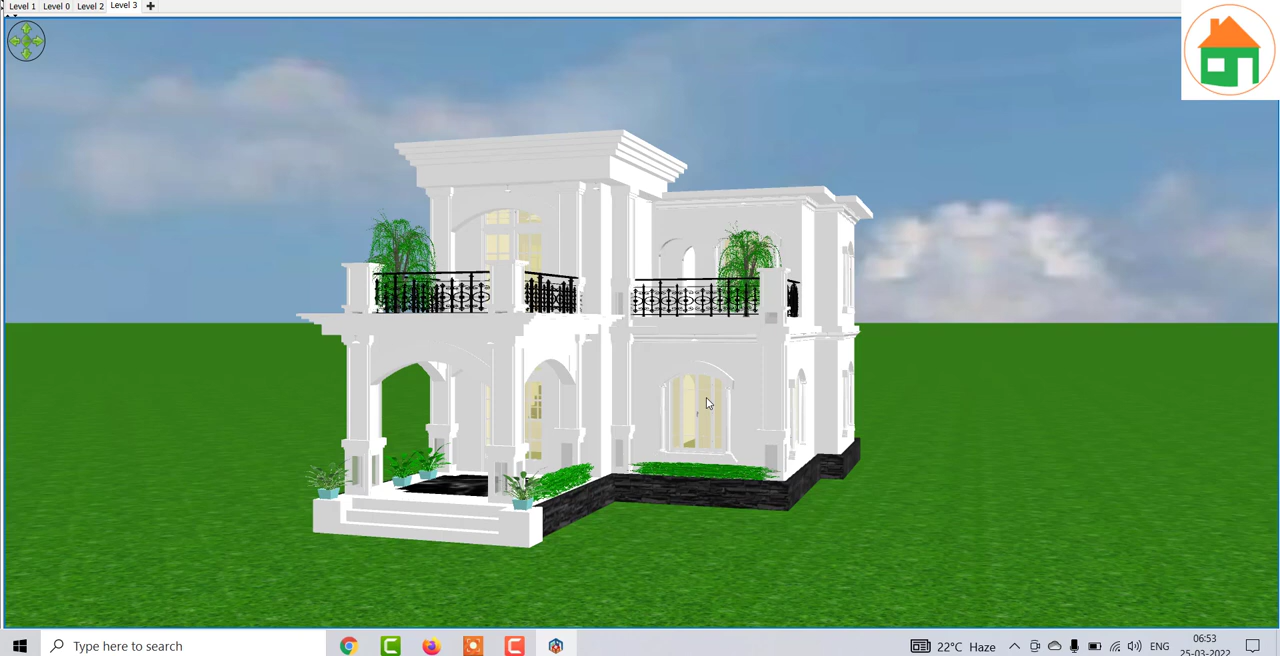 Level 1 Level 0 Level 2 Level 3
Type here to search
22°C Haze
ENG
06:53
25-03-2022